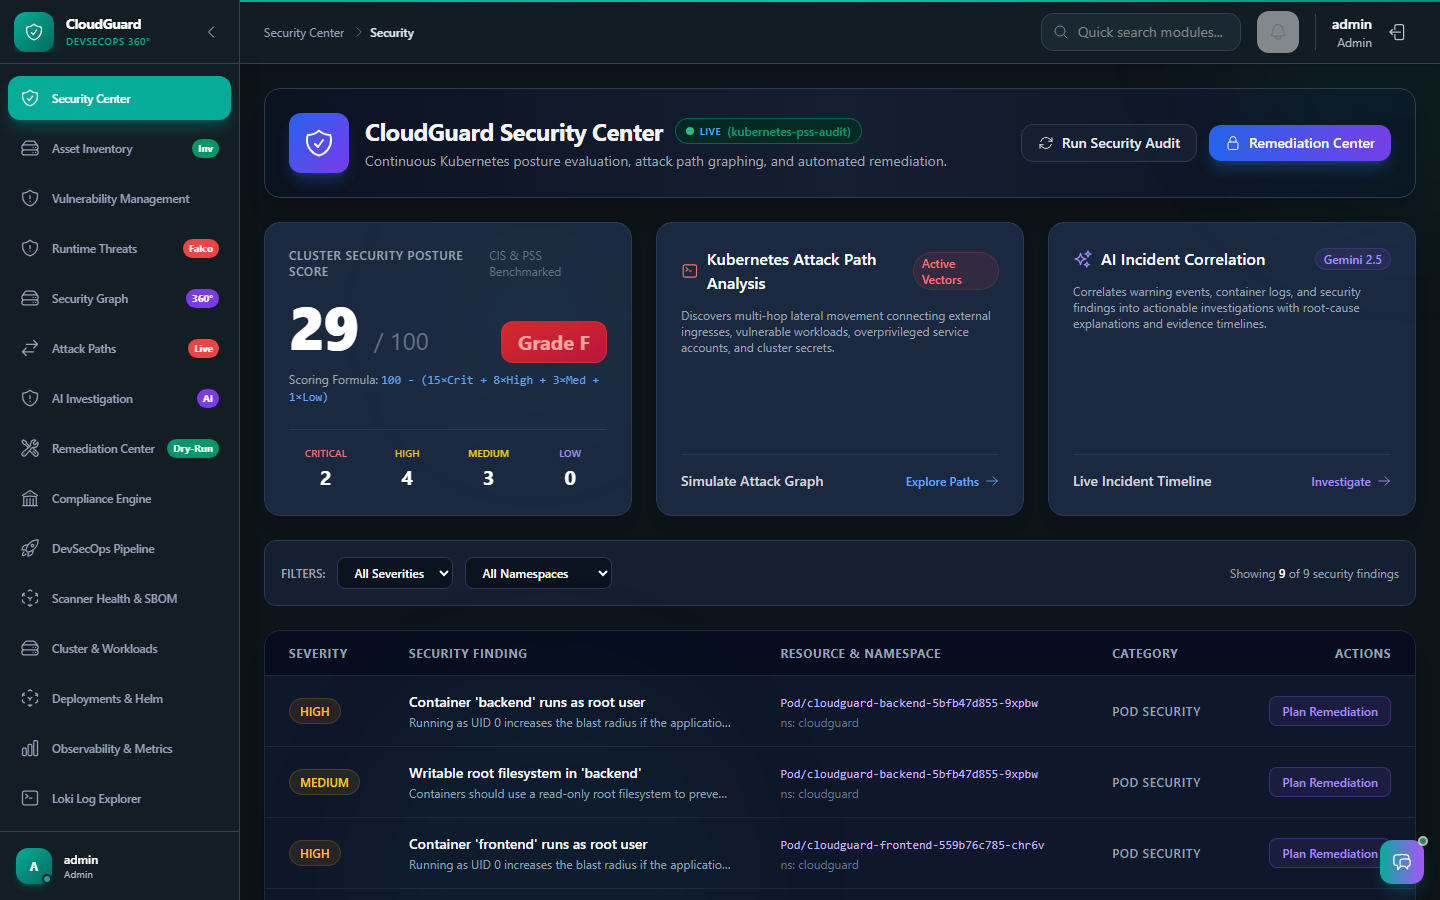 CloudGuard
DEVSECOPS 360°
Security Center
Security
Quick search modules...
admin
Admin
Security Center
Asset Inventory
Inv
Vulnerability Management
Runtime Threats
Falco
Security Graph
360°
Attack Paths
Live
AI Investigation
AI
Remediation Center
Dry-Run
Compliance Engine
DevSecOps Pipeline
Scanner Health & SBOM
Cluster & Workloads
Deployments & Helm
Observability & Metrics
Loki Log Explorer
A
admin
Admin
CloudGuard Security Center
LIVE (kubernetes-pss-audit)
Continuous Kubernetes posture evaluation, attack path graphing, and automated remediation.
Run Security Audit
Remediation Center
CLUSTER SECURITY POSTURE
SCORE
CIS & PSS
Benchmarked
29 / 100
Grade F
Scoring Formula: 100 - (15×Crit + 8×High + 3×Med +
1×Low)
CRITICAL HIGH MEDIUM LOW
2 4 3 0
Kubernetes Attack Path
Analysis
Active
Vectors
Discovers multi-hop lateral movement connecting external
ingresses, vulnerable workloads, overprivileged service
accounts, and cluster secrets.
Simulate Attack Graph
Explore Paths
AI Incident Correlation
Gemini 2.5
Correlates warning events, container logs, and security
findings into actionable investigations with root-cause
explanations and evidence timelines.
Live Incident Timeline
Investigate
FILTERS:
All Severities
All Namespaces
Showing 9 of 9 security findings
SEVERITY SECURITY FINDING RESOURCE & NAMESPACE CATEGORY ACTIONS
HIGH
Container 'backend' runs as root user
Running as UID 0 increases the blast radius if the applicatio...
Pod/cloudguard-backend-5bfb47d855-9xpbw
ns: cloudguard
POD SECURITY
Plan Remediation
MEDIUM
Writable root filesystem in 'backend'
Containers should use a read-only root filesystem to preve...
Pod/cloudguard-backend-5bfb47d855-9xpbw
ns: cloudguard
POD SECURITY
Plan Remediation
HIGH
Container 'frontend' runs as root user
Running as UID 0 increases the blast radius if the applicatio...
Pod/cloudguard-frontend-559b76c785-chr6v
ns: cloudguard
POD SECURITY
Plan Remediation